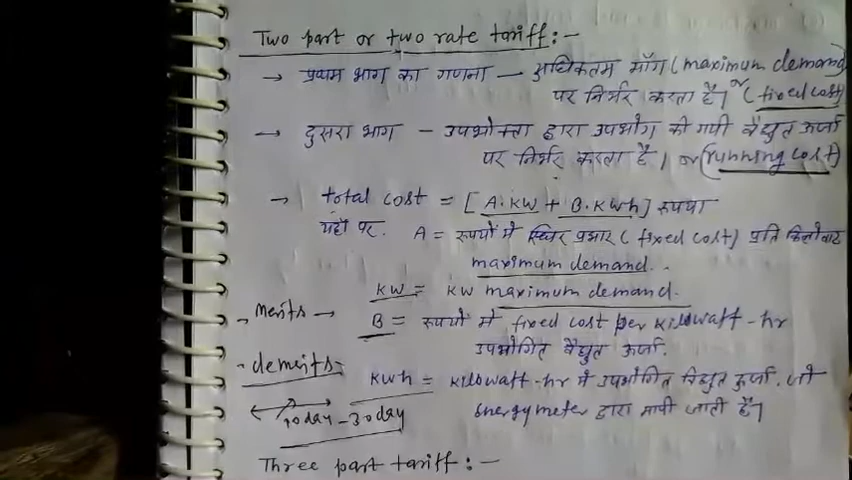 Two part or two rate tariff:-
→ प्रथम भाग का गणना — अधिकतम माँग (maximum demand)
पर निर्भर करता है। or (fixed cost)
→ दुसरा भाग - उपभोक्ता द्वारा उपभोग की गयी वैद्युत ऊर्जा
पर निर्भर करता है। or (running cost)
→ total cost = [A.KW + B.KWh] रुपया
यहाँ पर. A = रूपयों में स्थिर प्रभार (fixed cost) प्रति किलोवाट
maximum demand.
KW = KW maximum demand.
→ merits →
B = रूपयों में fixed cost per kilowatt-hr
उपभोगित वैद्युत ऊर्जा.
- demerits:-
KWh = kilowatt-hr में उपभोगित विद्युत ऊर्जा. जो
energymeter द्वारा मापी जाती है।
10 day - 30 day
Three part tariff:-